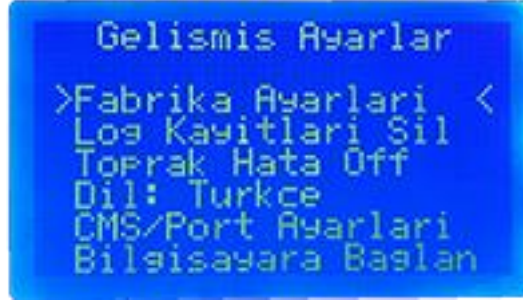 Gelismis Ayarlar
>Fabrika Ayarlari <
Log Kayitlari Sil
Toprak Hata Off
Dil: Turkce
CMS/Port Ayarlari
Bilgisayara Baglan